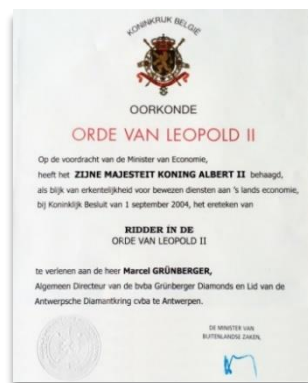 KONINKRIJK BELGIË
OORKONDE
ORDE VAN LEOPOLD II
Op de voordracht van de Minister van Economie,
heeft het ZIJNE MAJESTEIT KONING ALBERT II behaagd,
als blijk van erkentelijkheid voor bewezen diensten aan 's lands economie,
bij Koninklijk Besluit van 1 september 2004, het ereteken van
RIDDER IN DE
ORDE VAN LEOPOLD II
te verlenen aan de heer Marcel GRÜNBERGER,
Algemeen Directeur van de bvba Grünberger Diamonds en Lid van de
Antwerpsche Diamantkring cvba te Antwerpen.
DE MINISTER VAN
BUITENLANDSE ZAKEN,